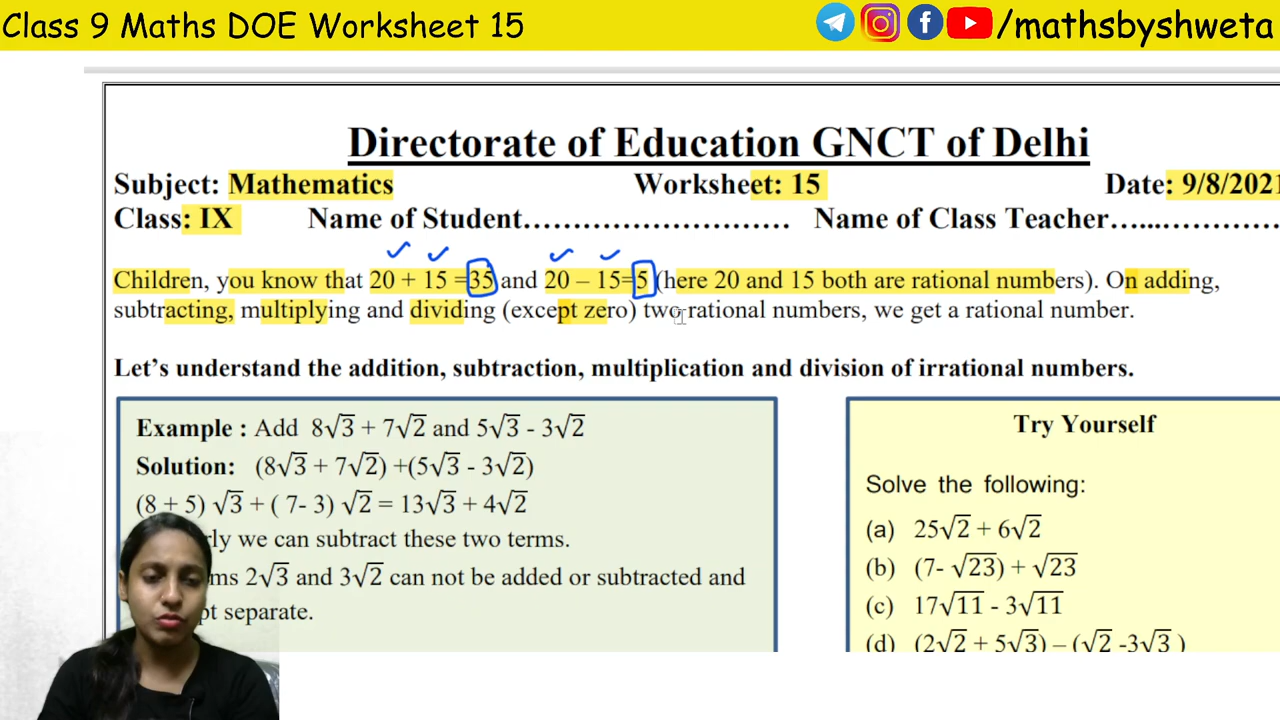 Class 9 Maths DOE Worksheet 15
/mathsbyshweta
Directorate of Education GNCT of Delhi
Subject: Mathematics Worksheet: 15 Date: 9/8/2021
Class: IX Name of Student………………………… Name of Class Teacher…...…………
Children, you know that 20 + 15 =35 and 20 – 15=5 (here 20 and 15 both are rational numbers). On adding,
subtracting, multiplying and dividing (except zero) two rational numbers, we get a rational number.
Let's understand the addition, subtraction, multiplication and division of irrational numbers.
Example : Add 8√3 + 7√2 and 5√3 - 3√2
Solution: (8√3 + 7√2) +(5√3 - 3√2)
(8 + 5) √3 + ( 7- 3) √2 = 13√3 + 4√2
we can subtract these two terms.
2√3 and 3√2 can not be added or subtracted and
separate.
Try Yourself
Solve the following:
(a) 25√2 + 6√2
(b) (7- √23) + √23
(c) 17√11 - 3√11
(d) (2√2 + 5√3) – (√2 -3√3 )